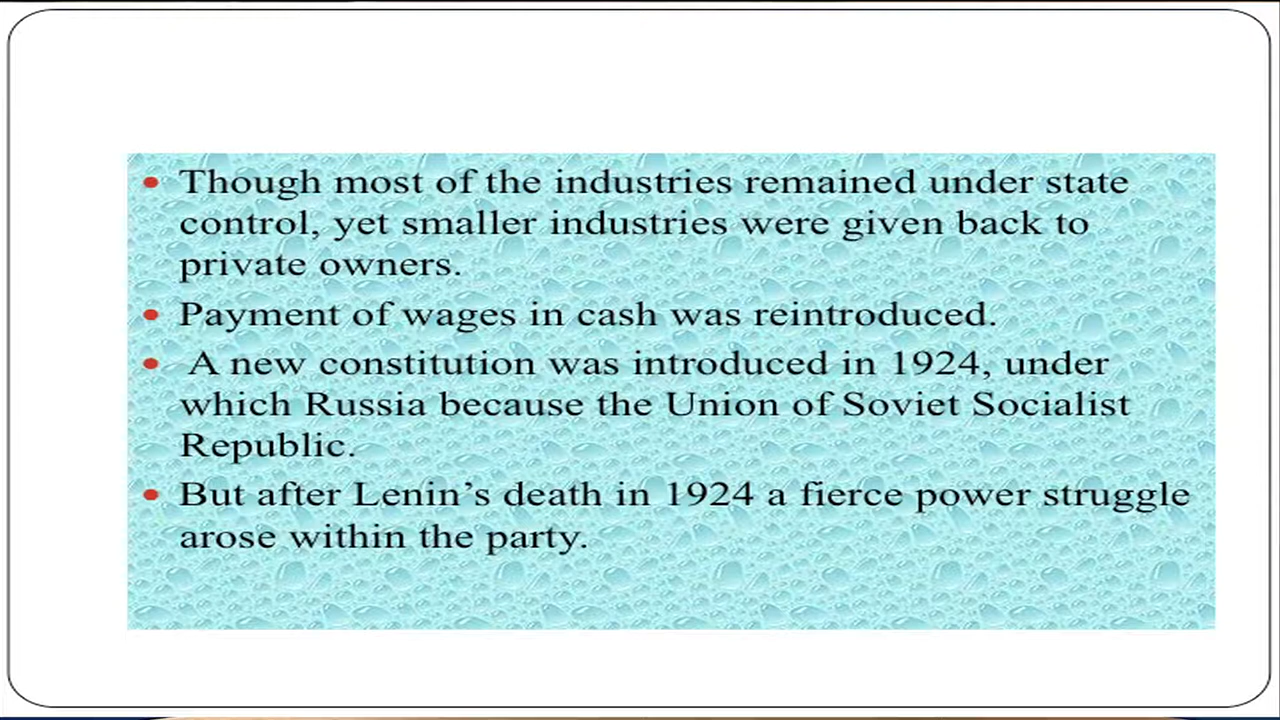 • Though most of the industries remained under state
control, yet smaller industries were given back to
private owners.
• Payment of wages in cash was reintroduced.
• A new constitution was introduced in 1924, under
which Russia because the Union of Soviet Socialist
Republic.
• But after Lenin’s death in 1924 a fierce power struggle
arose within the party.